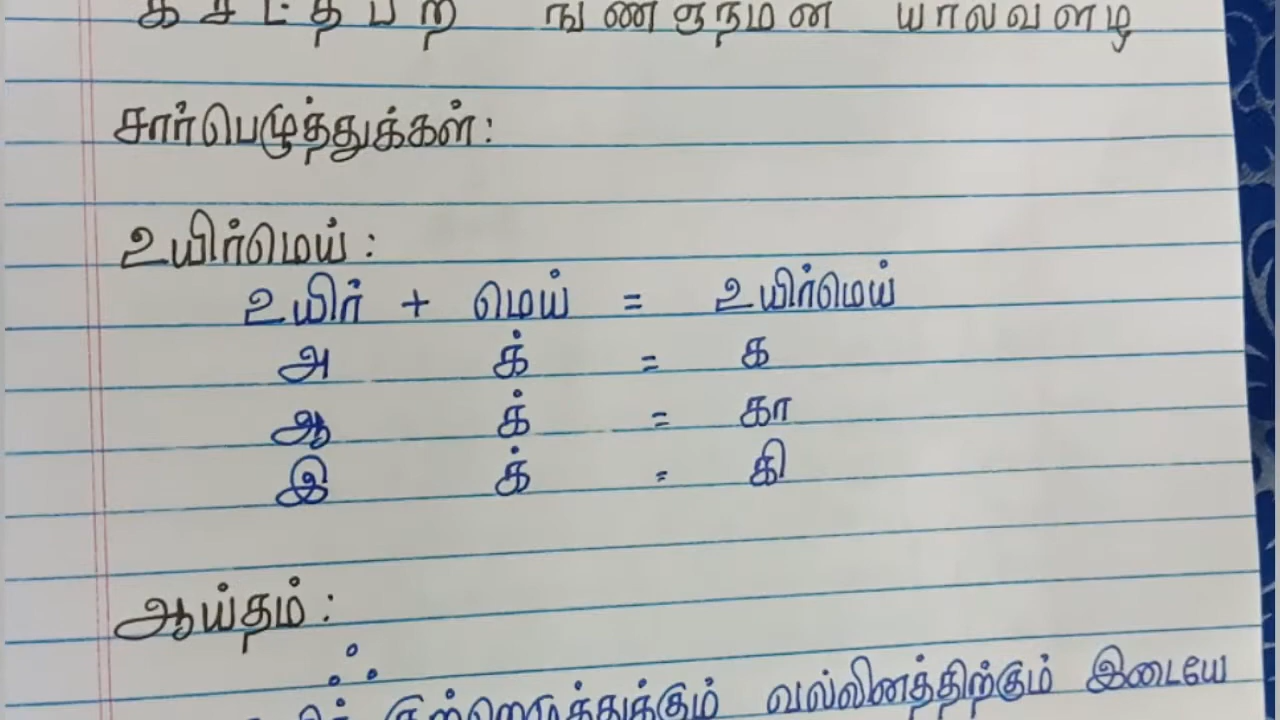 க ச ட த ப ற ங ண ஞ ந ம ன ய ர ல வ ள ழ
சார்பெழுத்துக்கள்:
உயிர்மெய் :
உயிர் + மெய் = உயிர்மெய்
அ க் = க
ஆ க் = கா
இ க் = கி
ஆய்தம் :
ஃ
வல்லினத்திற்கும் இடையே